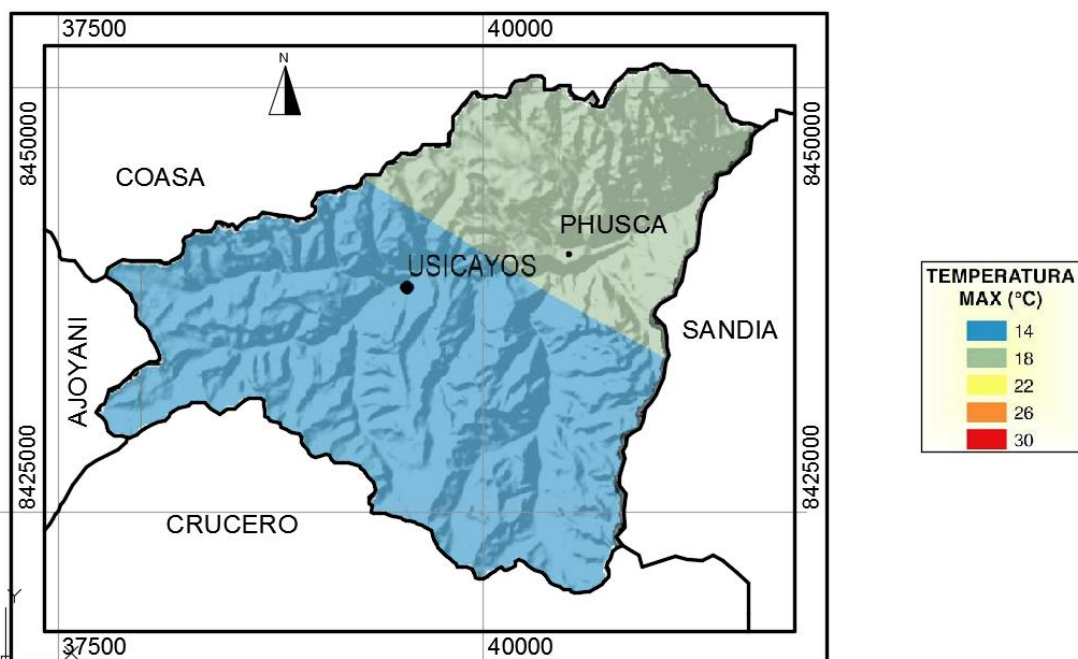 37500 40000
N
8450000 8450000
COASA
PHUSCA
USICAYOS
AJOYANI
SANDIA
8425000 8425000
CRUCERO
Y
X
37500 40000
TEMPERATURA
MAX (°C)
14
18
22
26
30